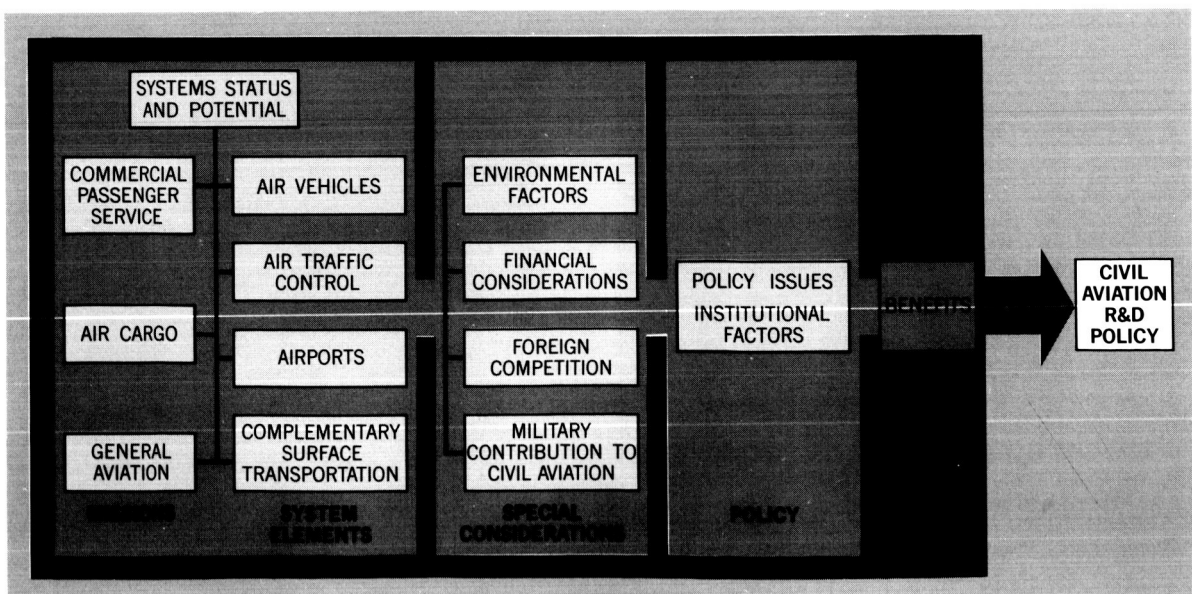 SYSTEMS STATUS
AND POTENTIAL
COMMERCIAL
PASSENGER
SERVICE
AIR CARGO
GENERAL
AVIATION
MISSIONS
AIR VEHICLES
AIR TRAFFIC
CONTROL
AIRPORTS
COMPLEMENTARY
SURFACE
TRANSPORTATION
SYSTEM
ELEMENTS
ENVIRONMENTAL
FACTORS
FINANCIAL
CONSIDERATIONS
FOREIGN
COMPETITION
MILITARY
CONTRIBUTION TO
CIVIL AVIATION
SPECIAL
CONSIDERATIONS
POLICY ISSUES
INSTITUTIONAL
FACTORS
POLICY
BENEFITS
CIVIL
AVIATION
R&D
POLICY